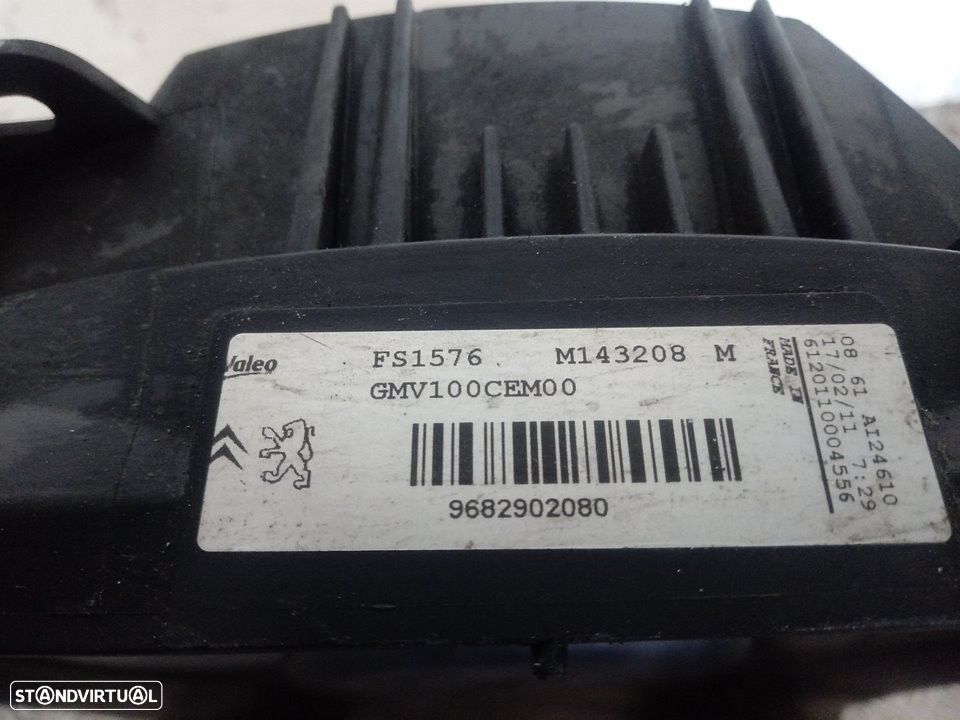 Valeo
FS1576 M143208 M
GMV100CEM00
9682902080
MADE IN
FRANCE
08 61 AI24610
17/02/11 7:29
6120110004556
STANDVIRTUAL